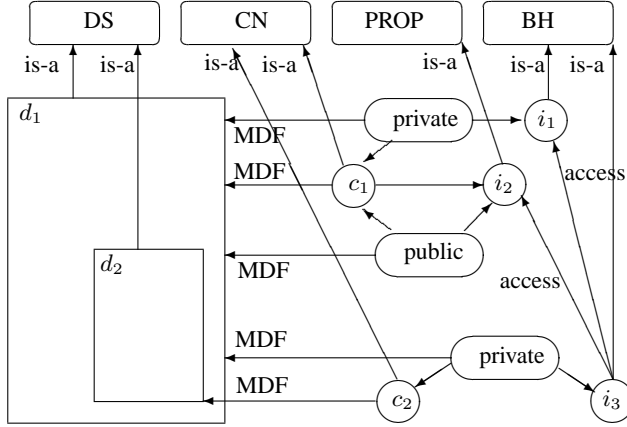 DS CN PROP BH
is-a is-a is-a is-a is-a is-a is-a
d₁ private i₁
MDF
MDF c₁ i₂ access
d₂ public
MDF access
MDF private
MDF c₂ i₃